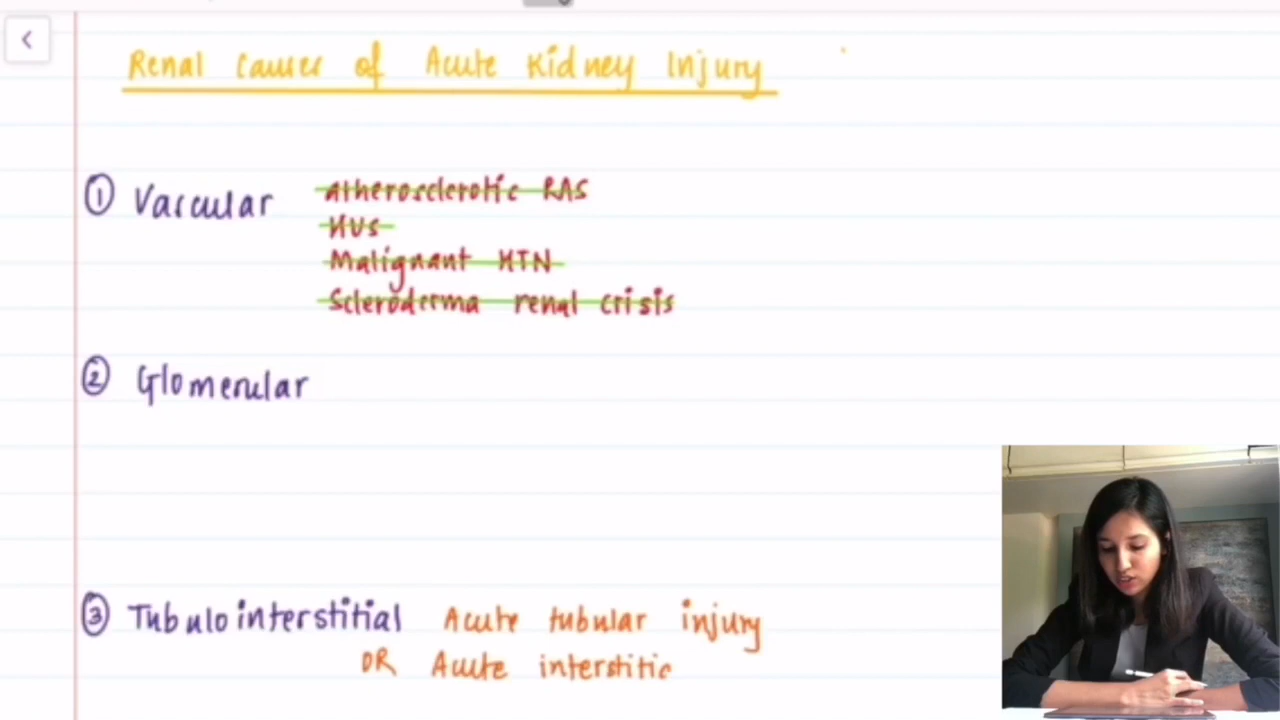 Renal Causes of Acute Kidney Injury
① Vascular
Atherosclerotic RAS
HUS
Malignant HTN
Scleroderma renal crisis
② Glomerular
③ Tubulointerstitial Acute tubular injury
OR Acute interstitic